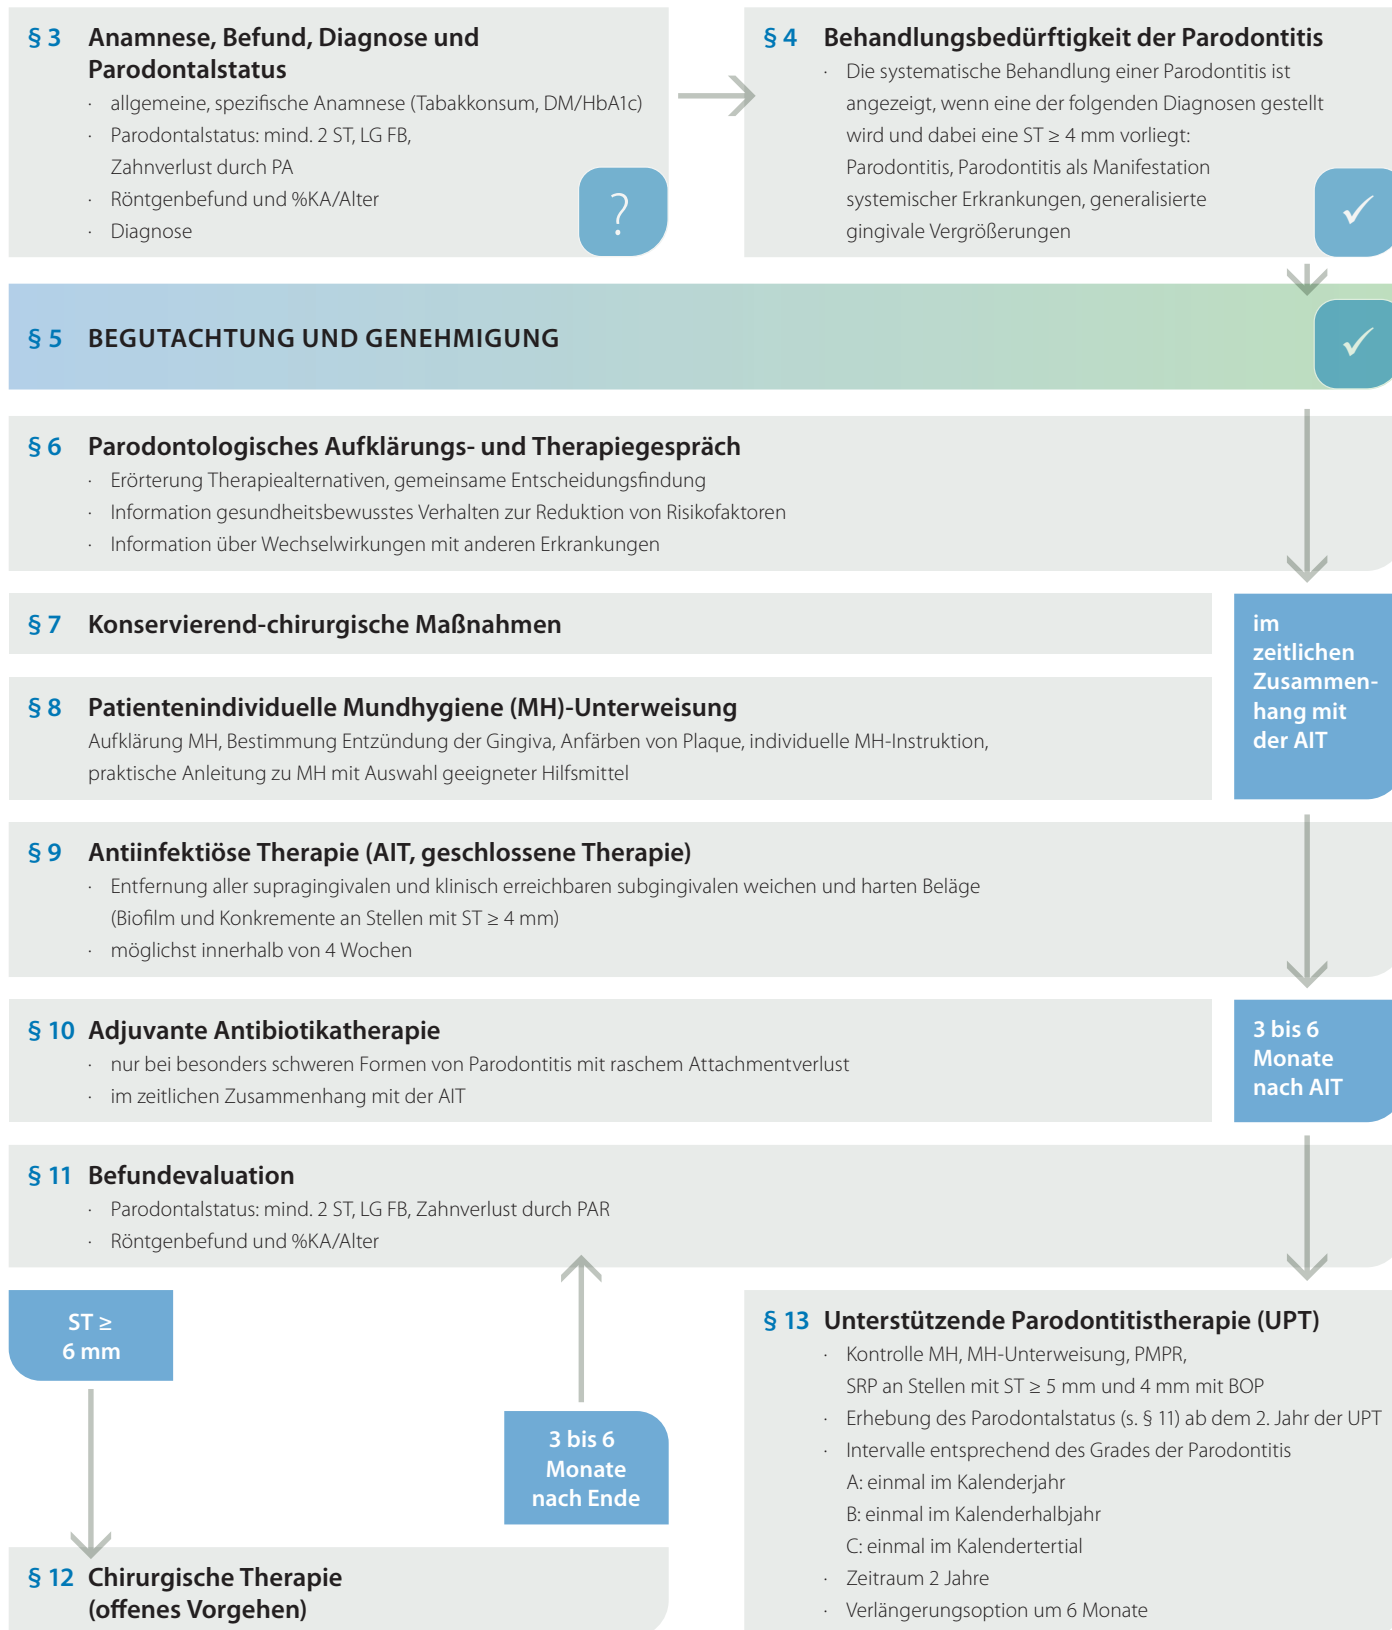 § 3 Anamnese, Befund, Diagnose und
Parodontalstatus
· allgemeine, spezifische Anamnese (Tabakkonsum, DM/HbA1c)
· Parodontalstatus: mind. 2 ST, LG FB,
Zahnverlust durch PA
· Röntgenbefund und %KA/Alter
· Diagnose
?
§ 4 Behandlungsbedürftigkeit der Parodontitis
· Die systematische Behandlung einer Parodontitis ist
angezeigt, wenn eine der folgenden Diagnosen gestellt
wird und dabei eine ST ≥ 4 mm vorliegt:
Parodontitis, Parodontitis als Manifestation
systemischer Erkrankungen, generalisierte
gingivale Vergrößerungen
✓
§ 5 BEGUTACHTUNG UND GENEHMIGUNG
✓
§ 6 Parodontologisches Aufklärungs- und Therapiegespräch
· Erörterung Therapiealternativen, gemeinsame Entscheidungsfindung
· Information gesundheitsbewusstes Verhalten zur Reduktion von Risikofaktoren
· Information über Wechselwirkungen mit anderen Erkrankungen
§ 7 Konservierend-chirurgische Maßnahmen
§ 8 Patientenindividuelle Mundhygiene (MH)-Unterweisung
Aufklärung MH, Bestimmung Entzündung der Gingiva, Anfärben von Plaque, individuelle MH-Instruktion,
praktische Anleitung zu MH mit Auswahl geeigneter Hilfsmittel
im
zeitlichen
Zusammen-
hang mit
der AIT
§ 9 Antiinfektiöse Therapie (AIT, geschlossene Therapie)
· Entfernung aller supragingivalen und klinisch erreichbaren subgingivalen weichen und harten Beläge
(Biofilm und Konkremente an Stellen mit ST ≥ 4 mm)
· möglichst innerhalb von 4 Wochen
§ 10 Adjuvante Antibiotikatherapie
· nur bei besonders schweren Formen von Parodontitis mit raschem Attachmentverlust
· im zeitlichen Zusammenhang mit der AIT
3 bis 6
Monate
nach AIT
§ 11 Befundevaluation
· Parodontalstatus: mind. 2 ST, LG FB, Zahnverlust durch PAR
· Röntgenbefund und %KA/Alter
ST ≥
6 mm
3 bis 6
Monate
nach Ende
§ 12 Chirurgische Therapie
(offenes Vorgehen)
§ 13 Unterstützende Parodontitistherapie (UPT)
· Kontrolle MH, MH-Unterweisung, PMPR,
SRP an Stellen mit ST ≥ 5 mm und 4 mm mit BOP
· Erhebung des Parodontalstatus (s. § 11) ab dem 2. Jahr der UPT
· Intervalle entsprechend des Grades der Parodontitis
A: einmal im Kalenderjahr
B: einmal im Kalenderhalbjahr
C: einmal im Kalendertertial
· Zeitraum 2 Jahre
· Verlängerungsoption um 6 Monate